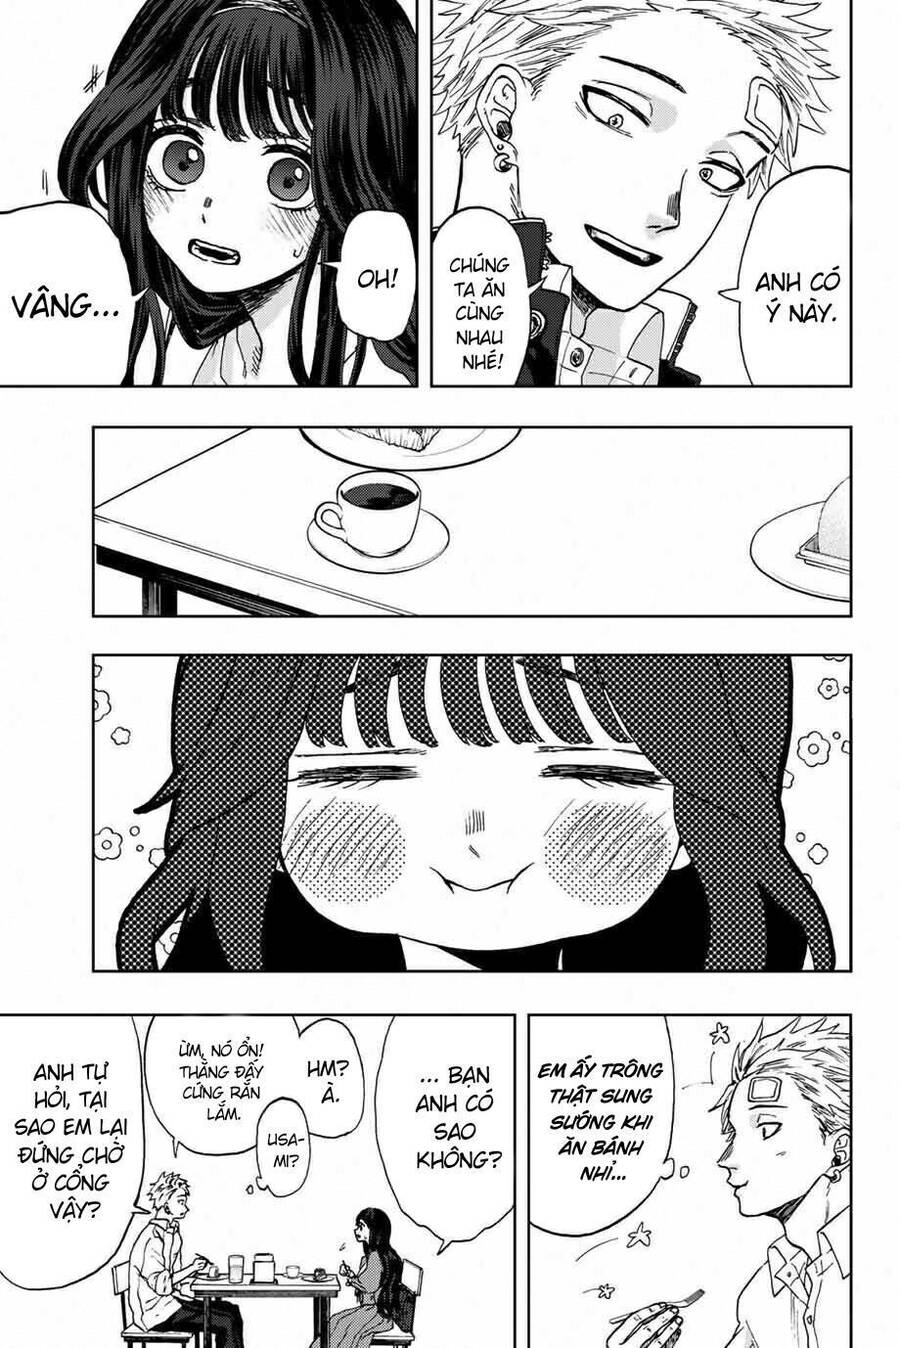 ANH CÓ
Ý NÀY.
CHÚNG
TA ĂN
CÙNG
NHAU
NHÉ!
OH!
VÂNG...
EM ẤY TRÔNG
THẬT SUNG
SƯỚNG KHI
ĂN BÁNH
NHỈ...
... BẠN
ANH CÓ
SAO
KHÔNG?
HM?
À.
USA-
MI?
ỪM, NÓ ỔN!
THẰNG ĐẤY
CỨNG RẮN
LẮM.
ANH TỰ
HỎI, TẠI
SAO EM LẠI
ĐỨNG CHỜ
Ở CỔNG
VẬY?